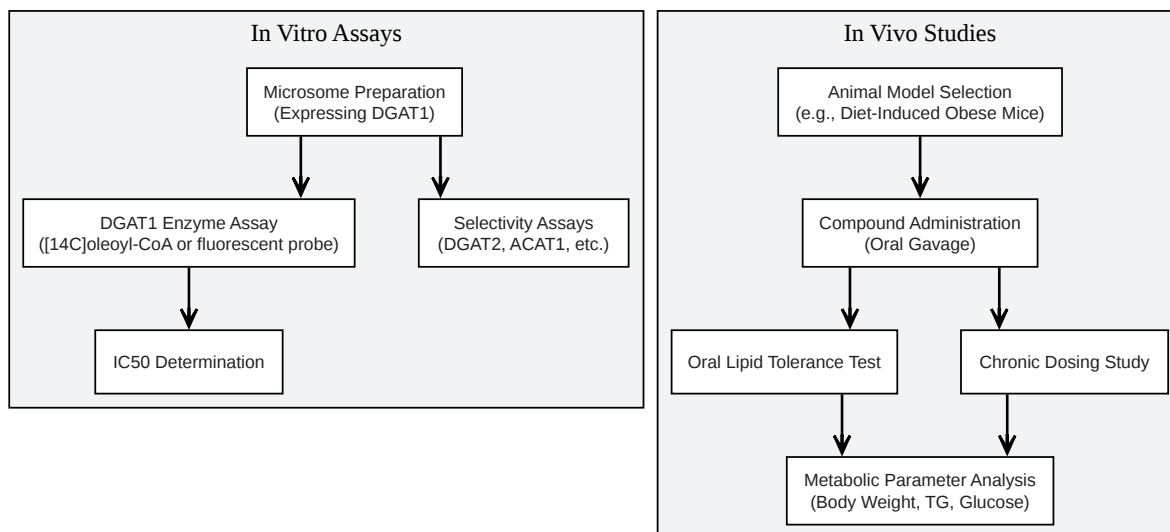 In Vitro Assays
Microsome Preparation
(Expressing DGAT1)
DGAT1 Enzyme Assay
([14C]oleoyl-CoA or fluorescent probe)
Selectivity Assays
(DGAT2, ACAT1, etc.)
IC50 Determination
In Vivo Studies
Animal Model Selection
(e.g., Diet-Induced Obese Mice)
Compound Administration
(Oral Gavage)
Oral Lipid Tolerance Test
Chronic Dosing Study
Metabolic Parameter Analysis
(Body Weight, TG, Glucose)